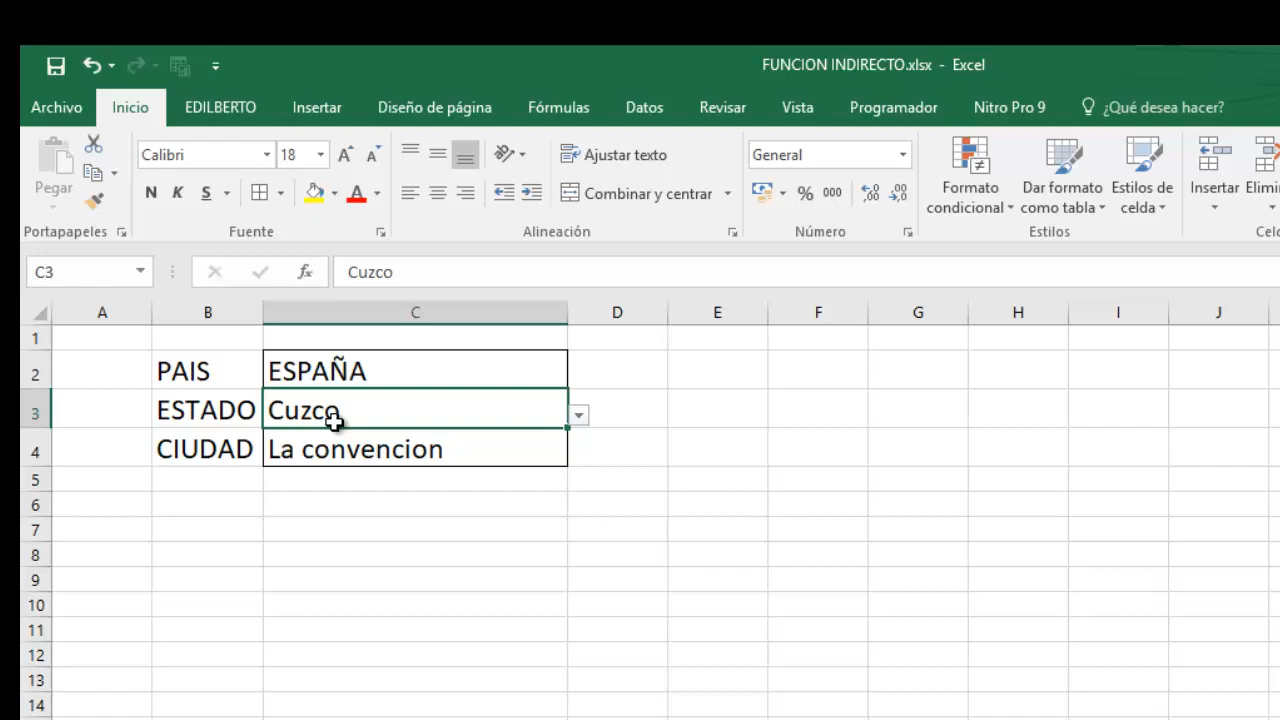 FUNCION INDIRECTO.xlsx - Excel
Archivo Inicio EDILBERTO Insertar Diseño de página Fórmulas Datos Revisar Vista Programador Nitro Pro 9 ¿Qué desea hacer?
Pegar
Calibri 18 A A
N K S A
Ajustar texto
Combinar y centrar
General
% 000 ,00 ,00
Formato condicional
Dar formato como tabla
Estilos de celda
Insertar
Portapapeles Fuente Alineación Número Estilos
C3 fx Cuzco
A B C D E F G H I J
1
2 PAIS ESPAÑA
3 ESTADO Cuzco
4 CIUDAD La convencion
5
6
7
8
9
10
11
12
13
14